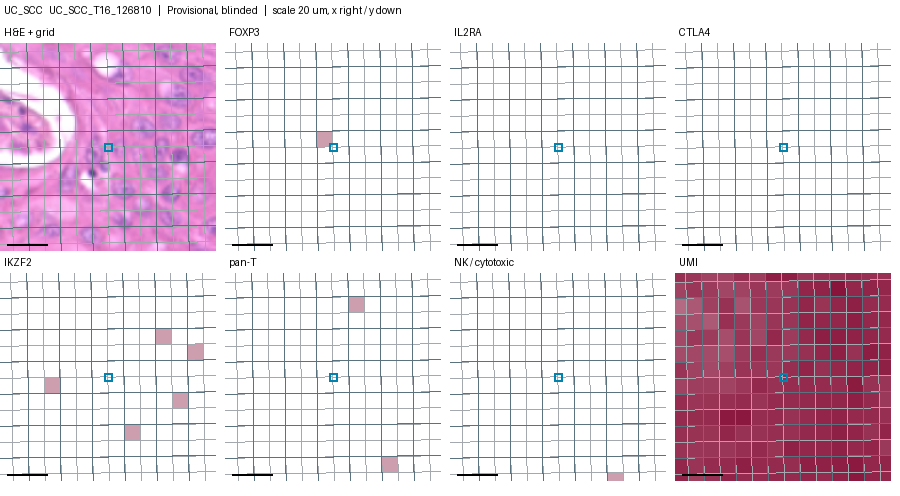 UC_SCC UC_SCC_T16_126810 | Provisional, blinded | scale 20 um, x right / y down
H&E + grid
FOXP3
IL2RA
CTLA4
IKZF2
pan-T
NK / cytotoxic
UMI